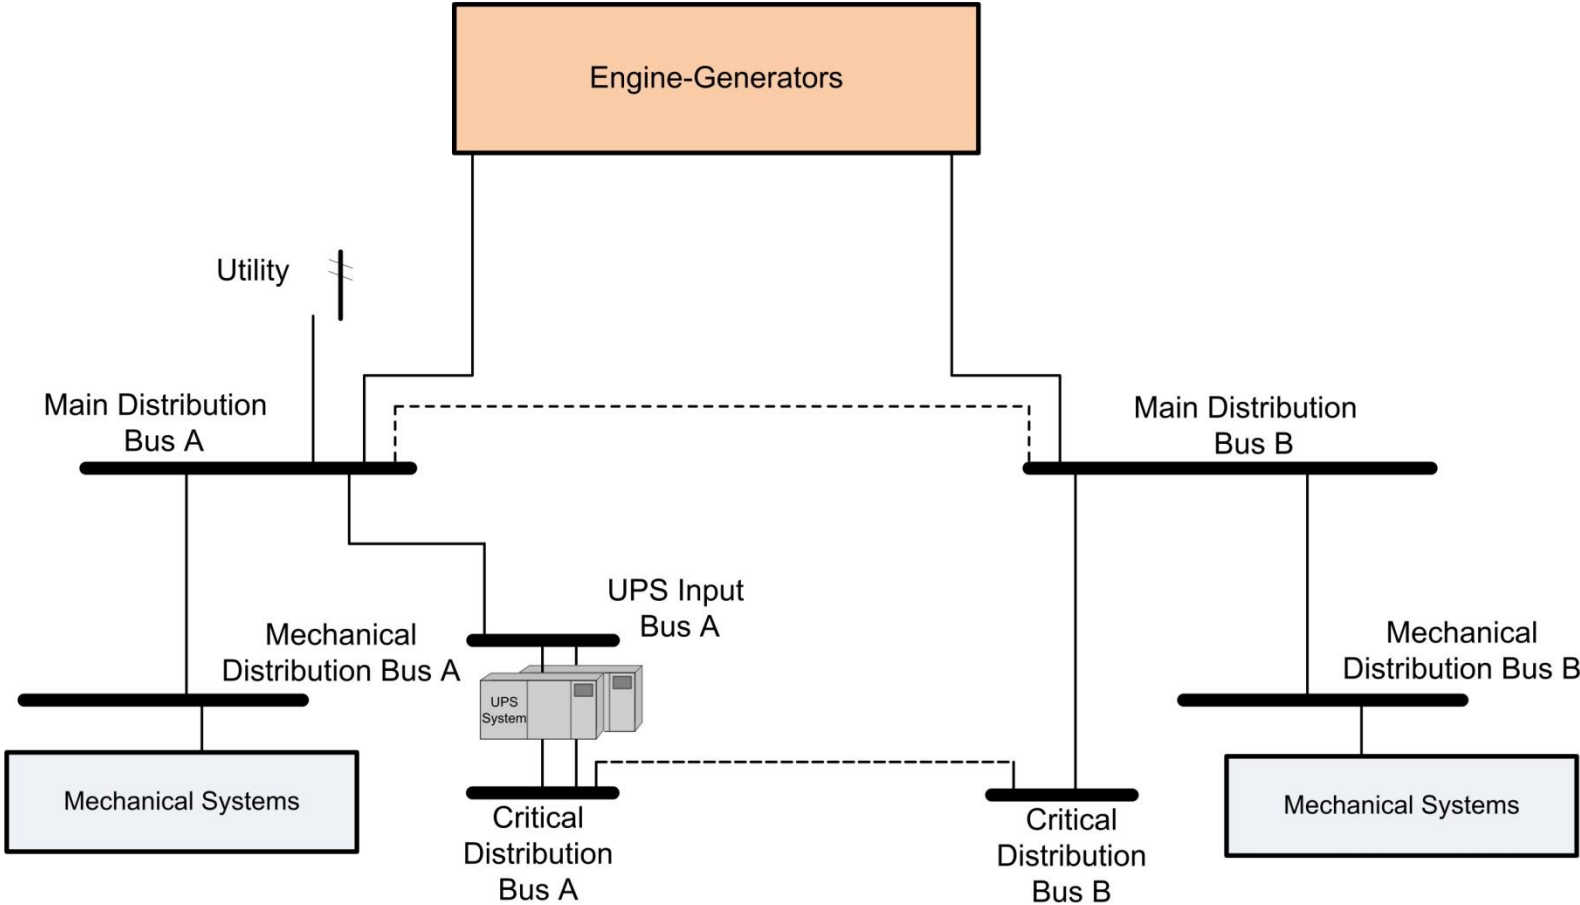 Engine-Generators
Utility
Main Distribution
Bus A
Main Distribution
Bus B
UPS Input
Bus A
Mechanical
Distribution Bus A
Mechanical
Distribution Bus B
UPS
System
Mechanical Systems
Critical
Distribution
Bus A
Critical
Distribution
Bus B
Mechanical Systems